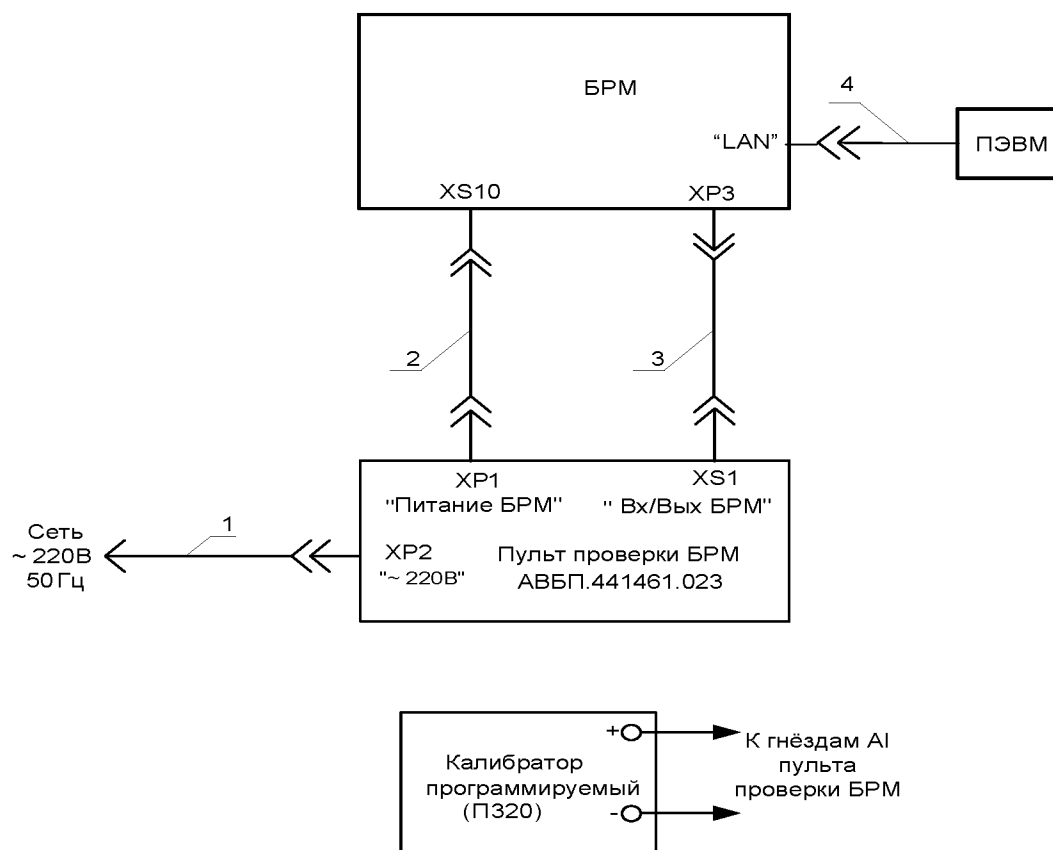 БРМ
4
"LAN"
ПЭВМ
XS10
XP3
2
3
XP1
XS1
"Питание БРМ"
" Вх/Вых БРМ"
Сеть
~ 220В
50 Гц
1
XP2
"~ 220В"
Пульт проверки БРМ
АВБП.441461.023
+
Калибратор
программируемый
(П320)
-
К гнёздам AI
пульта
проверки БРМ